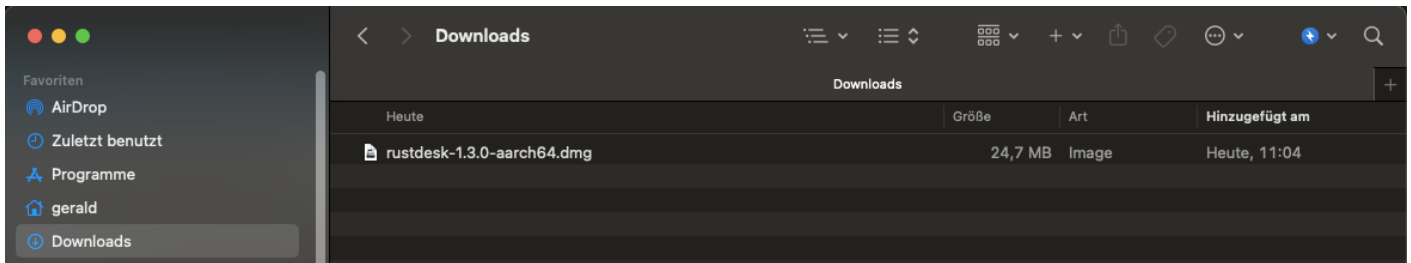 Downloads
Favoriten
AirDrop
Zuletzt benutzt
Programme
gerald
Downloads
Downloads
Heute Größe Art Hinzugefügt am
rustdesk-1.3.0-aarch64.dmg 24,7 MB Image Heute, 11:04